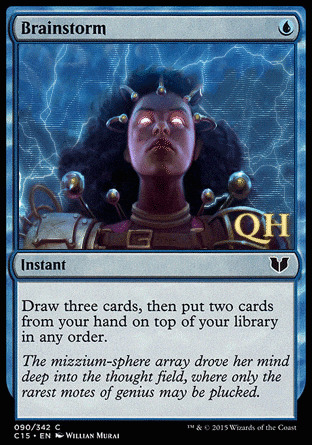 Brainstorm
QH
Instant
Draw three cards, then put two cards
from your hand on top of your library
in any order.
The mizzium-sphere array drove her mind
deep into the thought field, where only the
rarest motes of genius may be plucked.
090/342 C
C15 • EN Willian Murai
™ & © 2015 Wizards of the Coast